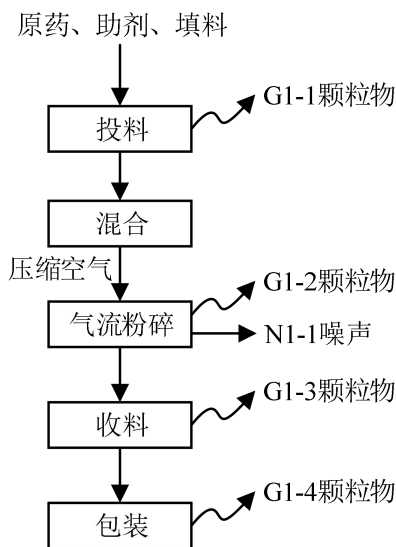 原药、助剂、填料
G1-1颗粒物
投料
混合
压缩空气
G1-2颗粒物
气流粉碎
N1-1噪声
G1-3颗粒物
收料
G1-4颗粒物
包装